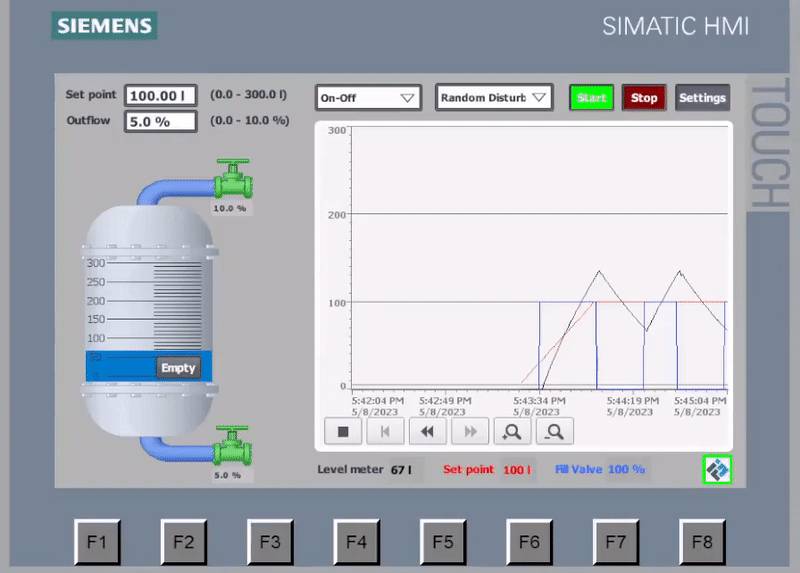 SIEMENS
SIMATIC HMI
TOUCH
Set point 100.00 l (0.0 - 300.0 l)
Outflow 5.0 % (0.0 - 10.0 %)
On-Off
Random Disturb
Start
Stop
Settings
10.0 %
300
250
200
150
100
Empty
5.0 %
300
200
100
0
5:42:04 PM 5:42:49 PM 5:43:34 PM 5:44:19 PM 5:45:04 PM
5/8/2023 5/8/2023 5/8/2023 5/8/2023 5/8/2023
Level meter 67 l Set point 100 l Fill Valve 100 %
F1 F2 F3 F4 F5 F6 F7 F8